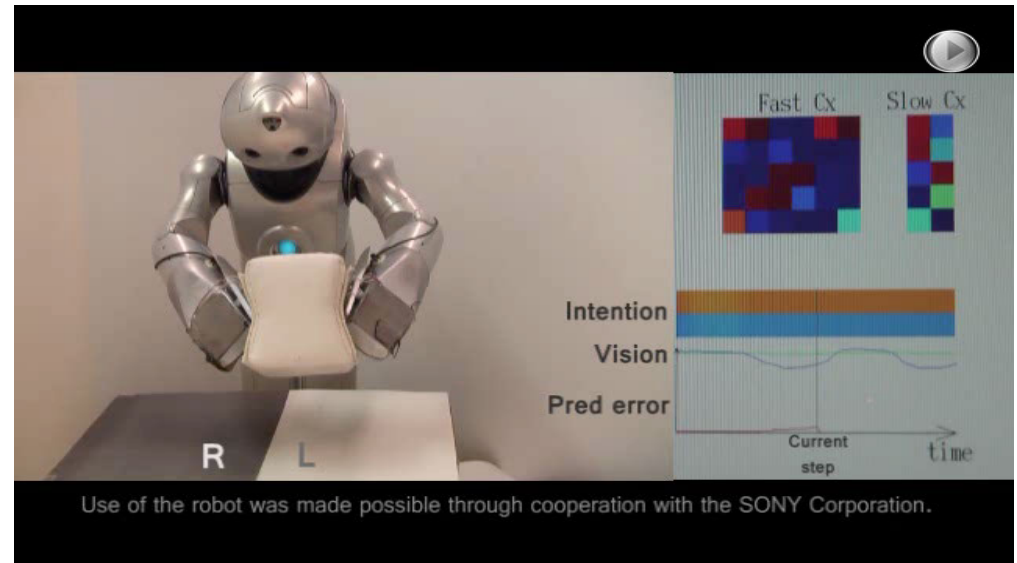 Fast Cx
Slow Cx
Intention
Vision
Pred error
Current
step
time
R
L
Use of the robot was made possible through cooperation with the SONY Corporation.